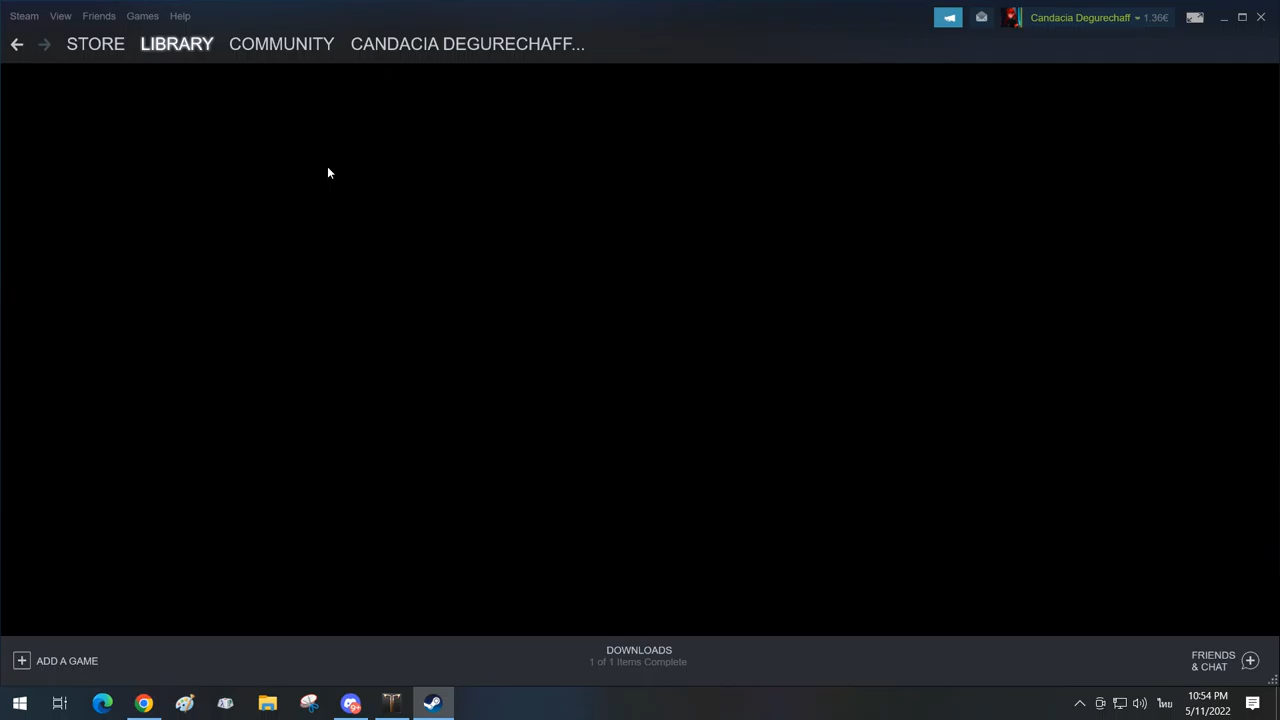 Steam View Friends Games Help
Candacia Degurechaff 1.36€
STORE LIBRARY COMMUNITY CANDACIA DEGURECHAFF...
ADD A GAME
DOWNLOADS
1 of 1 Items Complete
FRIENDS
& CHAT
9+
ไทย
10:54 PM
5/11/2022